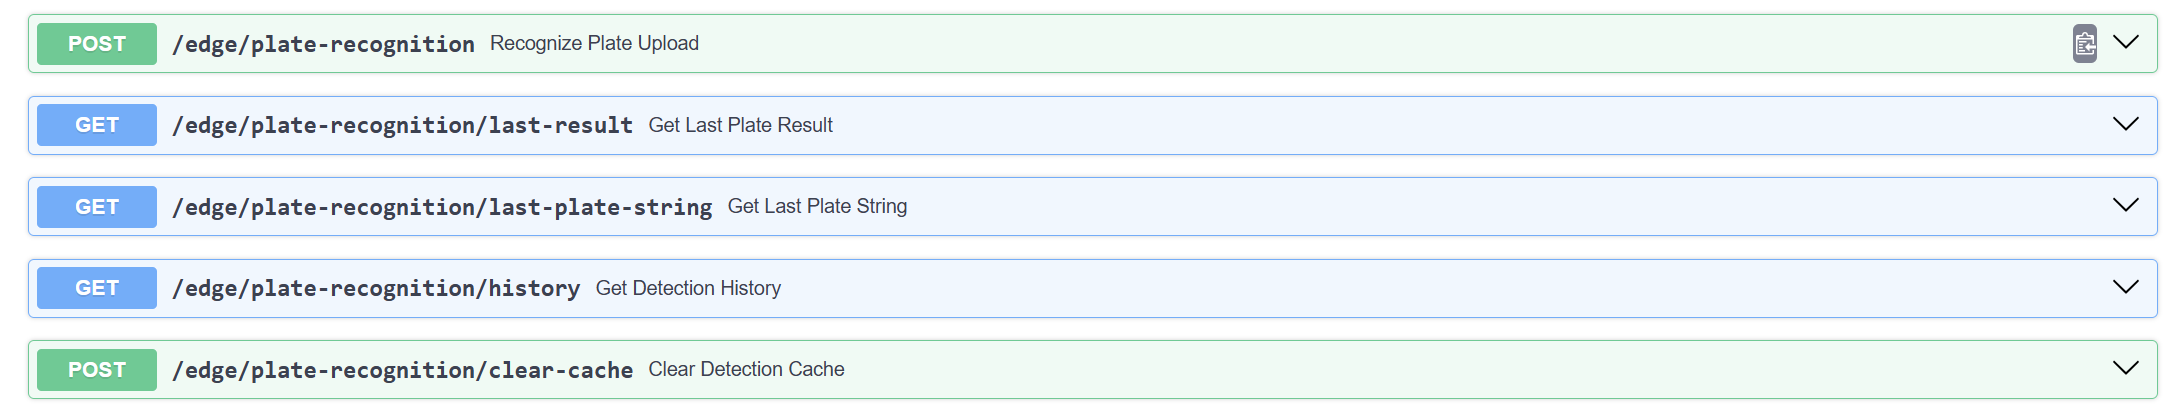 POST /edge/plate-recognition Recognize Plate Upload
GET /edge/plate-recognition/last-result Get Last Plate Result
GET /edge/plate-recognition/last-plate-string Get Last Plate String
GET /edge/plate-recognition/history Get Detection History
POST /edge/plate-recognition/clear-cache Clear Detection Cache